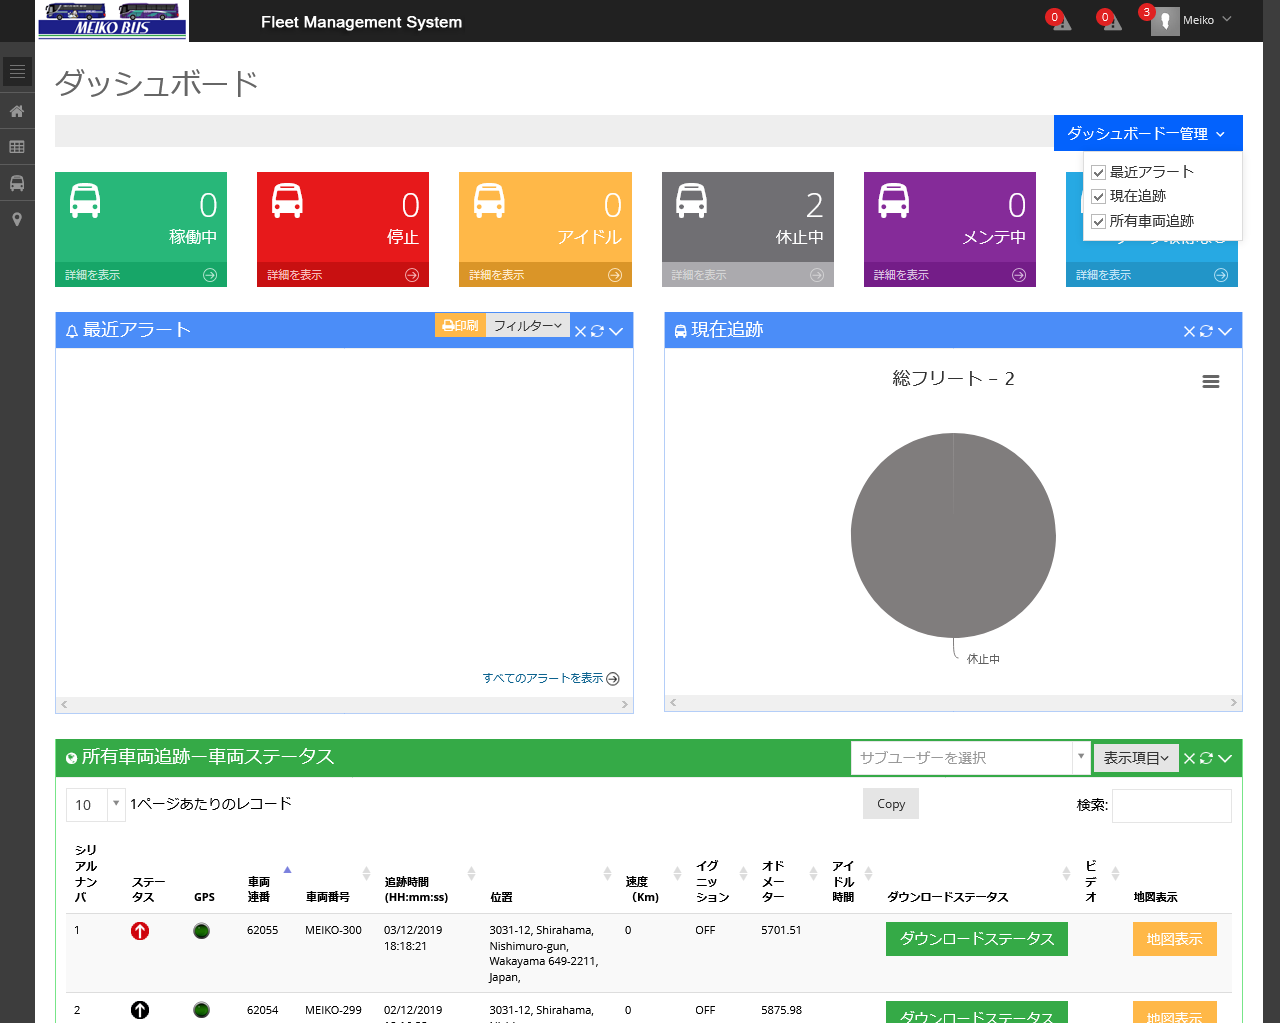 MEIKO BUS
Fleet Management System
0
0
3
Meiko
ダッシュボード
ダッシュボードー管理
最近アラート
現在追跡
所有車両追跡
0
稼働中
詳細を表示
0
停止
詳細を表示
0
アイドル
詳細を表示
2
休止中
詳細を表示
0
メンテ中
詳細を表示
詳細を表示
最近アラート
印刷
フィルター
現在追跡
総フリート – 2
休止中
すべてのアラートを表示
所有車両追跡ー車両ステータス
サブユーザーを選択
表示項目
10
1ページあたりのレコード
Copy
検索:
シリアルナンバ ステータス GPS 車両連番 車両番号 追跡時間 (HH:mm:ss) 位置 速度 (Km) イグニッション オドメーター アイドル時間 ダウンロードステータス ビデオ 地図表示
1 62055 MEIKO-300 03/12/2019 3031-12, Shirahama, 0 OFF 5701.51 ダウンロードステータス 地図表示
18:18:21 Nishimuro-gun,
Wakayama 649-2211,
Japan,
2 62054 MEIKO-299 02/12/2019 3031-12, Shirahama, 0 OFF 5875.98 ダウンロードステータス 地図表示